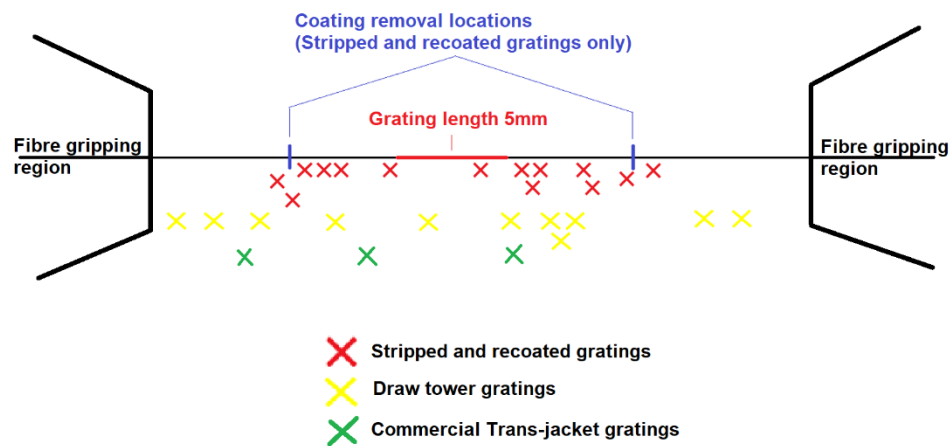 Coating removal locations
(Stripped and recoated gratings only)
Grating length 5mm
Fibre gripping
region
Fibre gripping
region
Stripped and recoated gratings
Draw tower gratings
Commercial Trans-jacket gratings